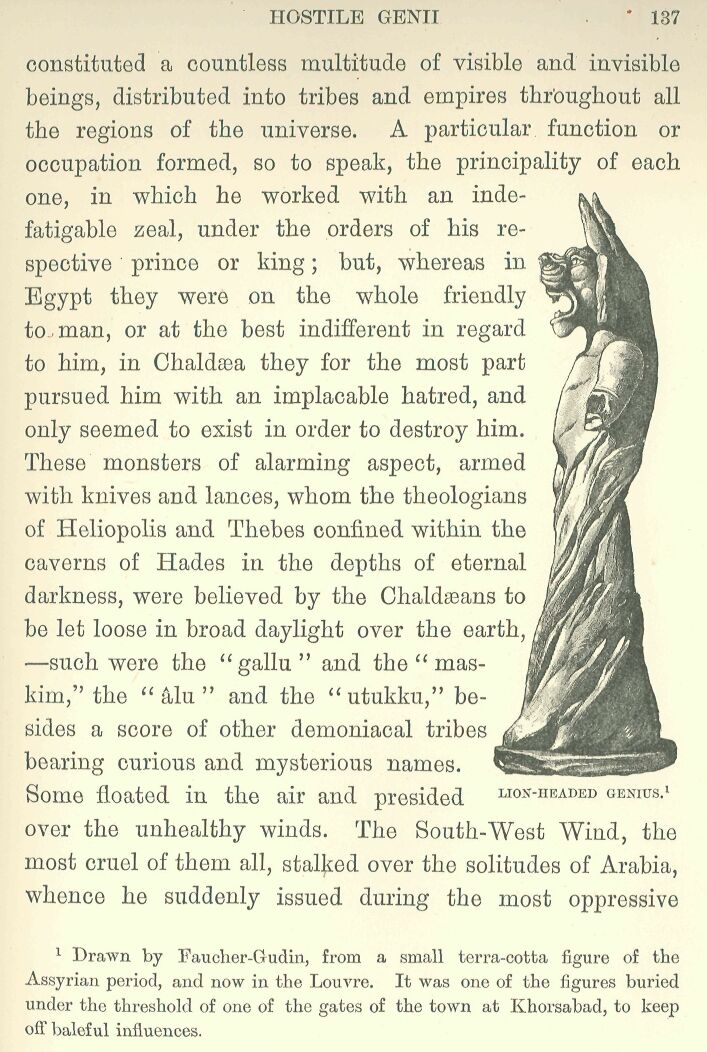 HOSTILE GENII 137
constituted a countless multitude of visible and invisible
beings, distributed into tribes and empires throughout all
the regions of the universe. A particular function or
occupation formed, so to speak, the principality of each
one, in which he worked with an inde-
fatigable zeal, under the orders of his re-
spective prince or king; but, whereas in
Egypt they were on the whole friendly
to man, or at the best indifferent in regard
to him, in Chaldæa they for the most part
pursued him with an implacable hatred, and
only seemed to exist in order to destroy him.
These monsters of alarming aspect, armed
with knives and lances, whom the theologians
of Heliopolis and Thebes confined within the
caverns of Hades in the depths of eternal
darkness, were believed by the Chaldæans to
be let loose in broad daylight over the earth,
—such were the “gallu” and the “mas-
kim,” the “âlu” and the “utukku,” be-
sides a score of other demoniacal tribes
bearing curious and mysterious names.
Some floated in the air and presided
LION-HEADED GENIUS.¹
over the unhealthy winds. The South-West Wind, the
most cruel of them all, stalked over the solitudes of Arabia,
whence he suddenly issued during the most oppressive
¹ Drawn by Faucher-Gudin, from a small terra-cotta figure of the
Assyrian period, and now in the Louvre. It was one of the figures buried
under the threshold of one of the gates of the town at Khorsabad, to keep
off baleful influences.